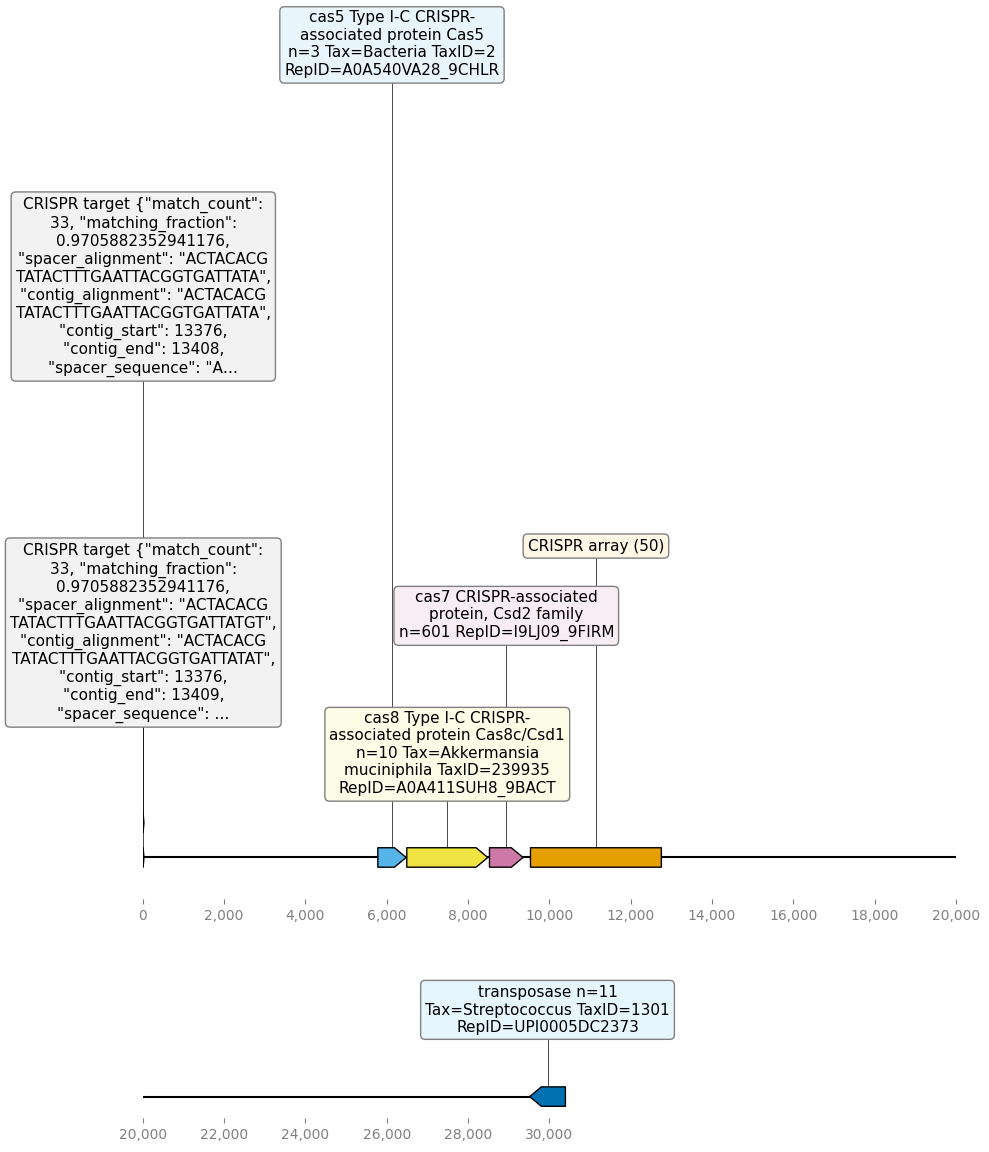 cas5 Type I-C CRISPR-
associated protein Cas5
n=3 Tax=Bacteria TaxID=2
RepID=A0A540VA28_9CHLR
CRISPR target {"match_count":
33, "matching_fraction":
0.9705882352941176,
"spacer_alignment": "ACTACACG
TATACTTTGAATTACGGTGATTATA",
"contig_alignment": "ACTACACG
TATACTTTGAATTACGGTGATTATA",
"contig_start": 13376,
"contig_end": 13408,
"spacer_sequence": "A...
CRISPR target {"match_count":
33, "matching_fraction":
0.9705882352941176,
"spacer_alignment": "ACTACACG
TATACTTTGAATTACGGTGATTATGT",
"contig_alignment": "ACTACACG
TATACTTTGAATTACGGTGATTATAT",
"contig_start": 13376,
"contig_end": 13409,
"spacer_sequence": ...
CRISPR array (50)
cas7 CRISPR-associated
protein, Csd2 family
n=601 RepID=I9LJ09_9FIRM
cas8 Type I-C CRISPR-
associated protein Cas8c/Csd1
n=10 Tax=Akkermansia
muciniphila TaxID=239935
RepID=A0A411SUH8_9BACT
0 2,000 4,000 6,000 8,000 10,000 12,000 14,000 16,000 18,000 20,000
transposase n=11
Tax=Streptococcus TaxID=1301
RepID=UPI0005DC2373
20,000 22,000 24,000 26,000 28,000 30,000